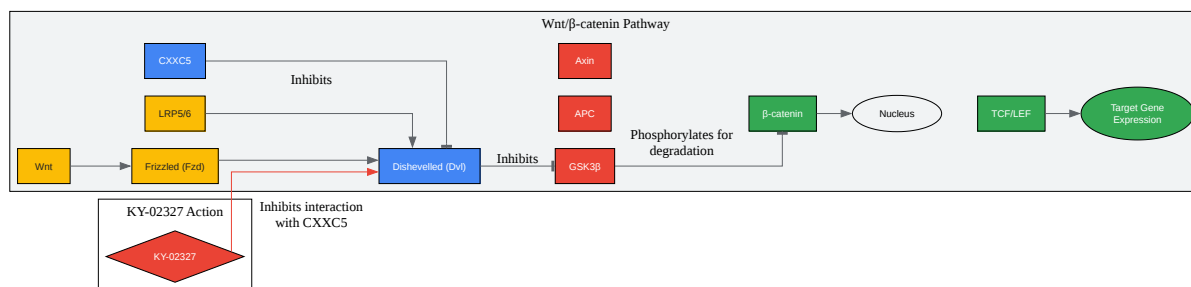 Wnt/β-catenin Pathway
CXXC5
Inhibits
Axin
LRP5/6
APC
β-catenin
Nucleus
TCF/LEF
Target Gene
Expression
Phosphorylates for
degradation
Wnt
Frizzled (Fzd)
Dishevelled (Dvl)
Inhibits
GSK3β
KY-02327 Action
Inhibits interaction
with CXXC5
KY-02327